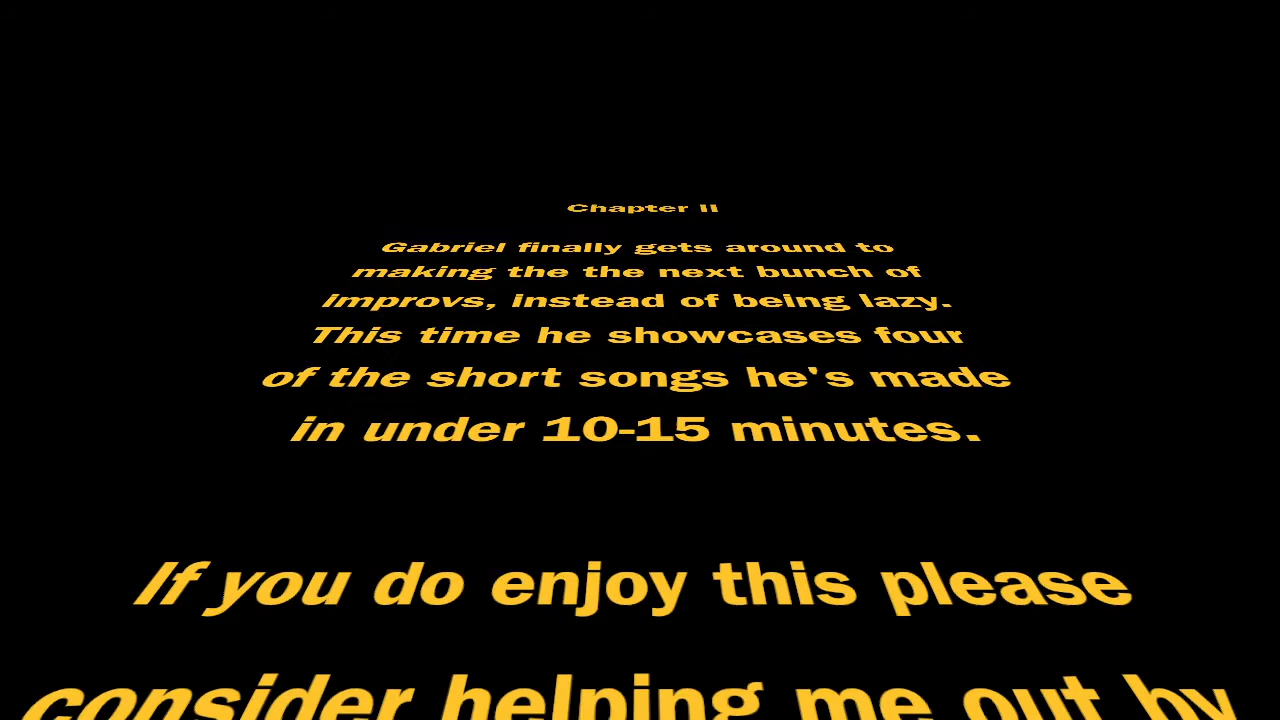 Chapter II
Gabriel finally gets around to
making the the next bunch of
improvs, instead of being lazy.
This time he showcases four
of the short songs he's made
in under 10-15 minutes.
If you do enjoy this please
consider helping me out by